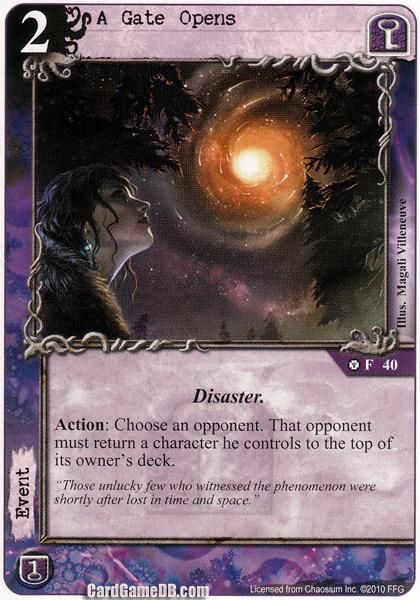 2 A Gate Opens
Illus. Magali Villeneuve
F 40
Disaster.
Action: Choose an opponent. That opponent
must return a character he controls to the top of
its owner's deck.
"Those unlucky few who witnessed the phenomenon were
shortly after lost in time and space."
Event
1
CardGameDB.com
Licensed from Chaosium Inc. ©2010 FFG